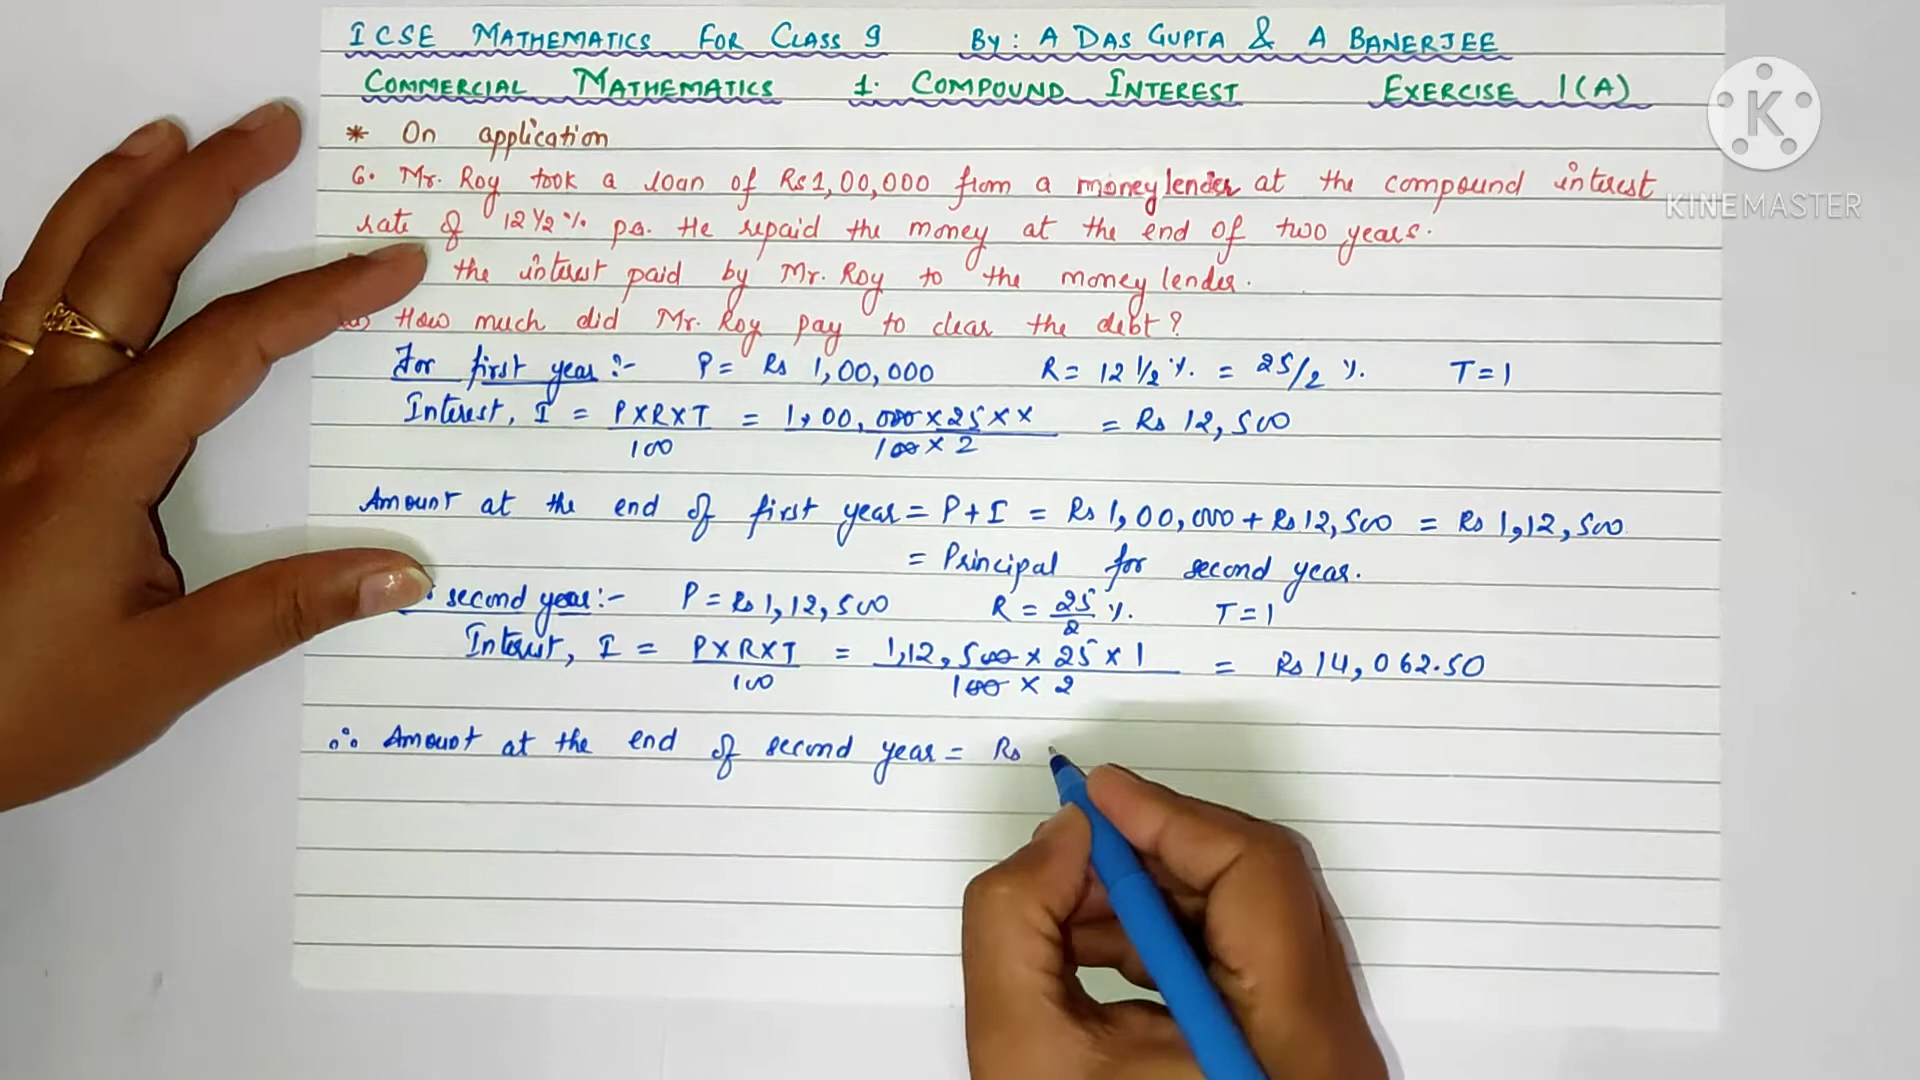 ICSE MATHEMATICS FOR CLASS 9 BY: A DAS GUPTA & A BANERJEE
COMMERCIAL MATHEMATICS 1. COMPOUND INTEREST EXERCISE 1(A)
* On application
6. Mr. Roy took a loan of Rs 1,00,000 from a moneylender at the compound interest
rate of 12 1/2 % pa. He repaid the money at the end of two years.
the interest paid by Mr. Roy to the money lender.
How much did Mr. Roy pay to clear the debt?
For first year :- P = Rs 1,00,000 R = 12 1/2 % = 25/2 % T = 1
Interest, I = P×R×T/100 = 1,00,000×25××/100×2 = Rs 12,500
Amount at the end of first year = P+I = Rs 1,00,000 + Rs 12,500 = Rs 1,12,500
= Principal for second year.
second year :- P = Rs 1,12,500 R = 25/2 % T = 1
Interest, I = P×R×T/100 = 1,12,500×25×1/100×2 = Rs 14,062.50
∴ Amount at the end of second year = Rs
K
KINEMASTER